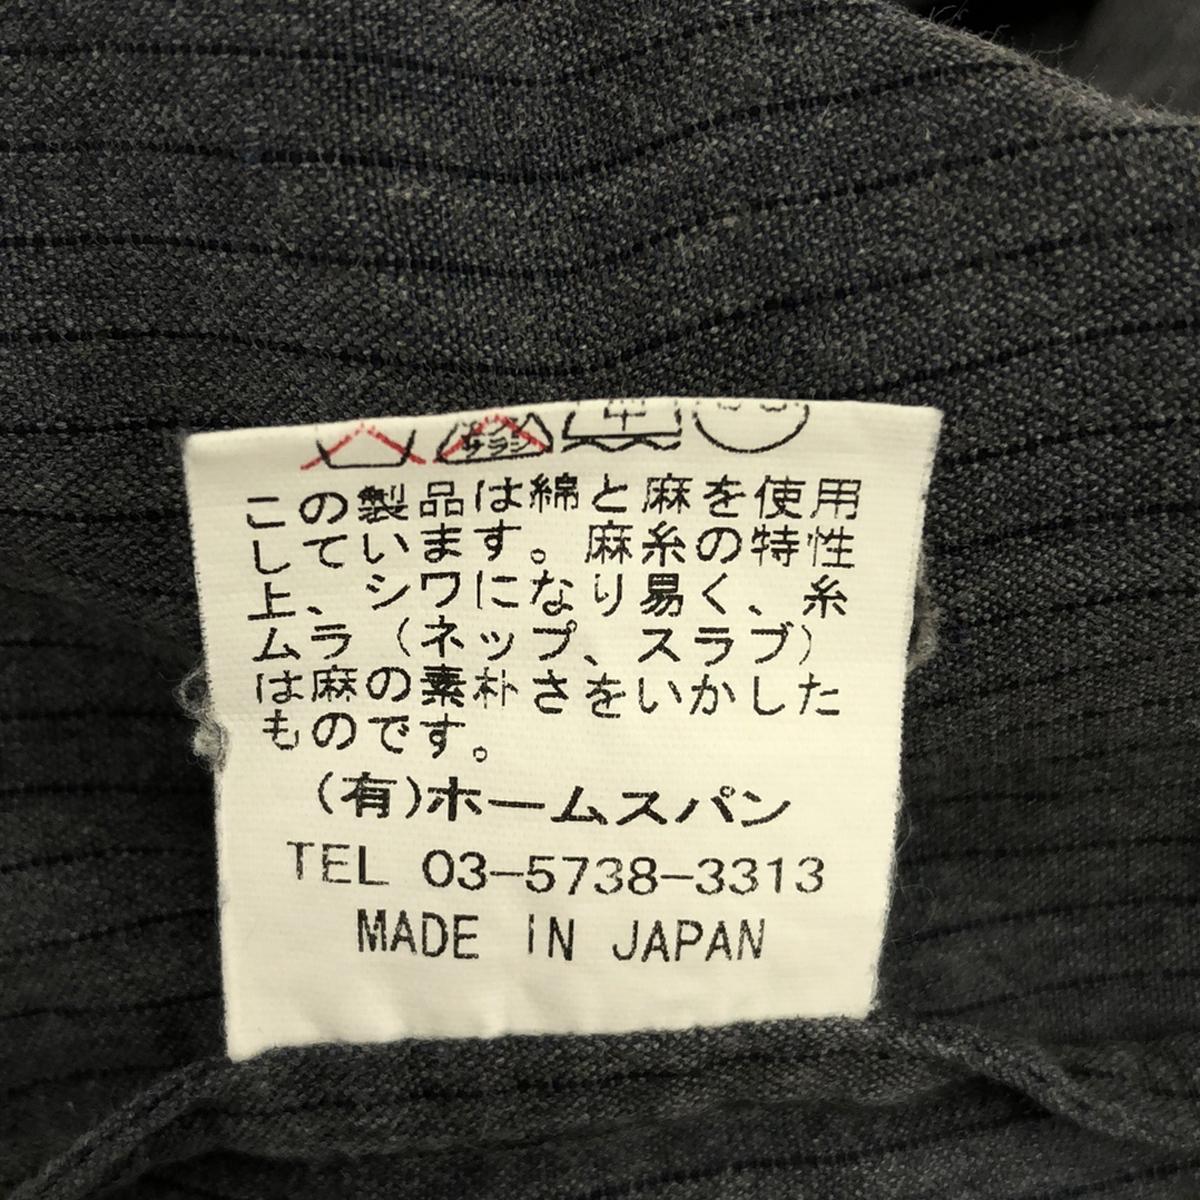 サラシ
この製品は綿と麻を使用
しています。麻糸の特性
上、シワになり易く、糸
ムラ（ネップ、スラブ）
は麻の素朴さをいかした
ものです。
(有)ホームスパン
TEL 03-5738-3313
MADE IN JAPAN